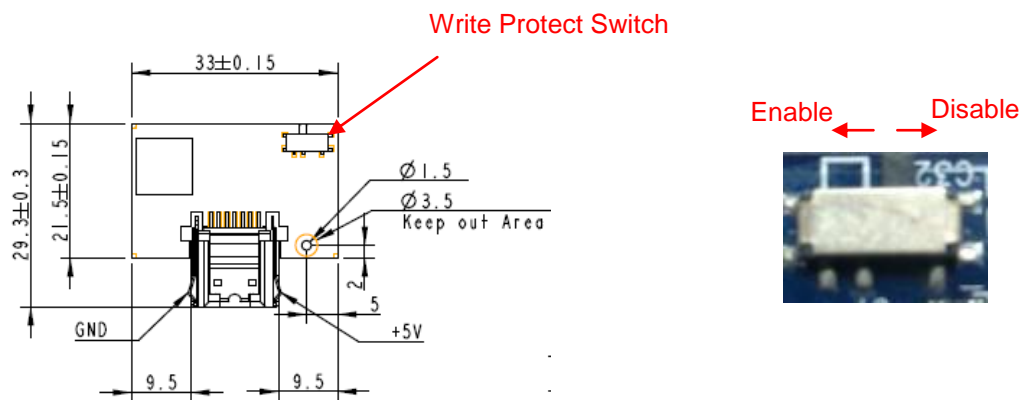 Write Protect Switch
33±0.15
Enable
Disable
29.3±0.3
21.5±0.15
Ø1.5
Ø3.5
Keep out Area
2
5
GND
+5V
9.5
9.5
C32